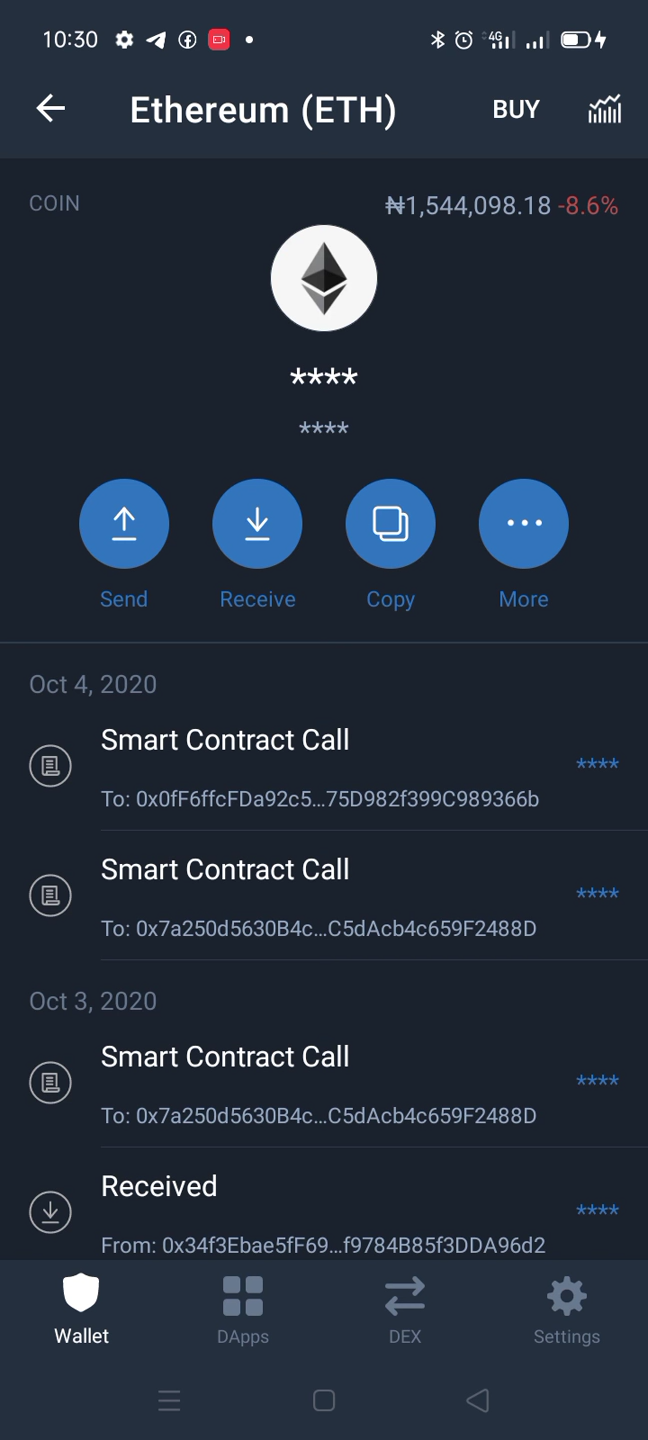 10:30
4G
Ethereum (ETH)
BUY
COIN
₦1,544,098.18 -8.6%
****
****
Send
Receive
Copy
More
Oct 4, 2020
Smart Contract Call
****
To: 0x0fF6ffcFDa92c5...75D982f399C989366b
Smart Contract Call
****
To: 0x7a250d5630B4c...C5dAcb4c659F2488D
Oct 3, 2020
Smart Contract Call
****
To: 0x7a250d5630B4c...C5dAcb4c659F2488D
Received
****
From: 0x34f3Ebae5fF69...f9784B85f3DDA96d2
Wallet
DApps
DEX
Settings